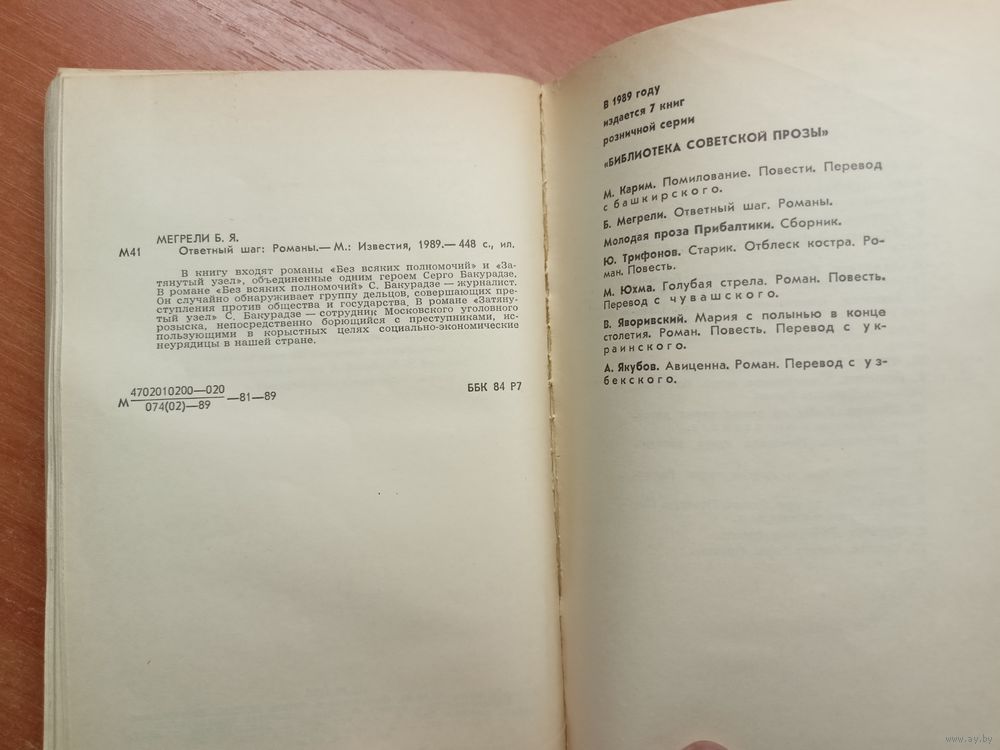 МЕГРЕЛИ Б. Я.
М41 Ответный шаг: Романы.— М.: Известия, 1989.— 448 с., ил.
В книгу входят романы «Без всяких полномочий» и «За-
тянутый узел», объединенные одним героем Серго Бакурадзе.
В романе «Без всяких полномочий» С. Бакурадзе — журналист.
Он случайно обнаруживает группу дельцов, совершающих пре-
ступления против общества и государства. В романе «Затяну-
тый узел» С. Бакурадзе — сотрудник Московского уголовного
розыска, непосредственно борющийся с преступниками, ис-
пользующими в корыстных целях социально-экономические
неурядицы в нашей стране.
4702010200—020
М —81—89
074(02)—89
ББК 84 Р7
В 1989 году
издается 7 книг
розничной серии
«БИБЛИОТЕКА СОВЕТСКОЙ ПРОЗЫ»
М. Карим. Помилование. Повести. Перевод
с башкирского.
Б. Мегрели. Ответный шаг. Романы.
Молодая проза Прибалтики. Сборник.
Ю. Трифонов. Старик. Отблеск костра. Ро-
ман. Повесть.
М. Юхма. Голубая стрела. Роман. Повесть.
Перевод с чувашского.
В. Яворивский. Мария с полынью в конце
столетия. Роман. Повесть. Перевод с ук-
раинского.
А. Якубов. Авиценна. Роман. Перевод с уз-
бекского.
www.ay.by